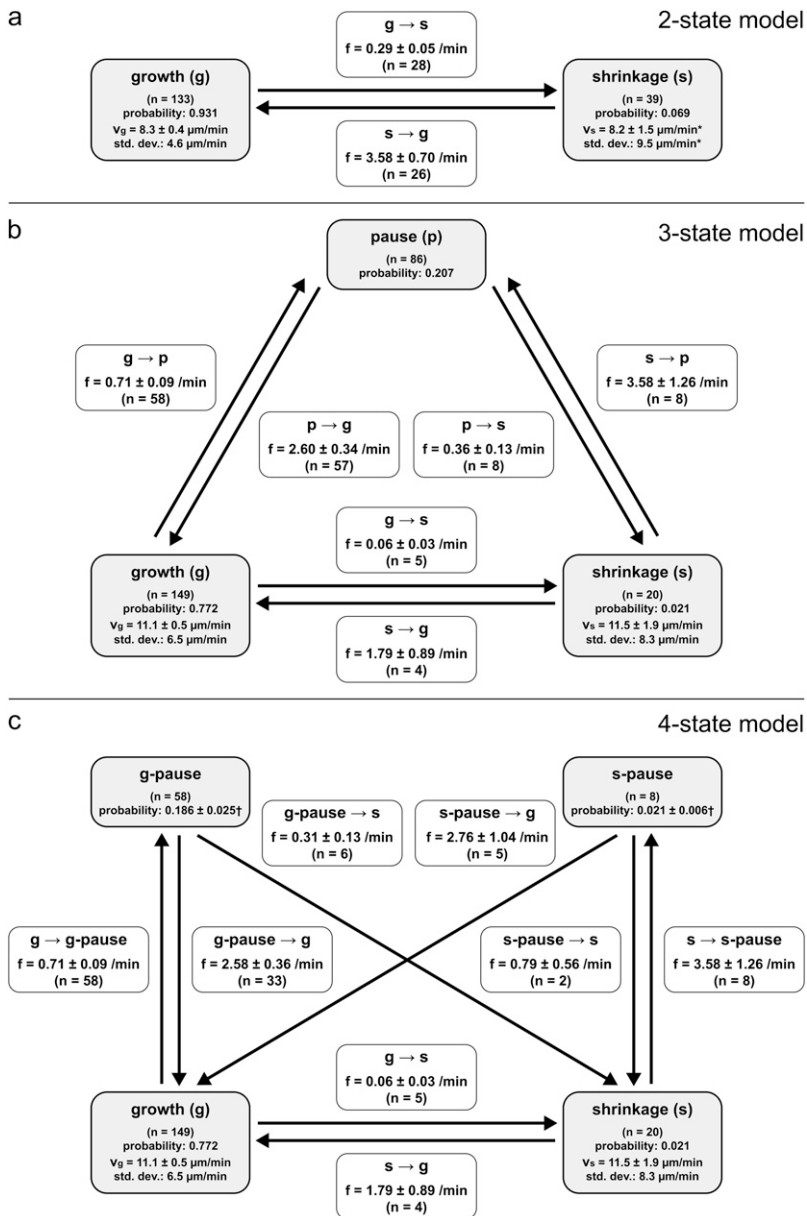 a
2-state model
g → s
f = 0.29 ± 0.05 /min
(n = 28)
growth (g)
(n = 133)
probability: 0.931
vg = 8.3 ± 0.4 µm/min
std. dev.: 4.6 µm/min
shrinkage (s)
(n = 39)
probability: 0.069
vs = 8.2 ± 1.5 µm/min*
std. dev.: 9.5 µm/min*
s → g
f = 3.58 ± 0.70 /min
(n = 26)
b
3-state model
pause (p)
(n = 86)
probability: 0.207
g → p
f = 0.71 ± 0.09 /min
(n = 58)
s → p
f = 3.58 ± 1.26 /min
(n = 8)
p → g
f = 2.60 ± 0.34 /min
(n = 57)
p → s
f = 0.36 ± 0.13 /min
(n = 8)
g → s
f = 0.06 ± 0.03 /min
(n = 5)
growth (g)
(n = 149)
probability: 0.772
vg = 11.1 ± 0.5 µm/min
std. dev.: 6.5 µm/min
shrinkage (s)
(n = 20)
probability: 0.021
vs = 11.5 ± 1.9 µm/min
std. dev.: 8.3 µm/min
s → g
f = 1.79 ± 0.89 /min
(n = 4)
c
4-state model
g-pause
(n = 58)
probability: 0.186 ± 0.025†
s-pause
(n = 8)
probability: 0.021 ± 0.006†
g-pause → s
f = 0.31 ± 0.13 /min
(n = 6)
s-pause → g
f = 2.76 ± 1.04 /min
(n = 5)
g → g-pause
f = 0.71 ± 0.09 /min
(n = 58)
g-pause → g
f = 2.58 ± 0.36 /min
(n = 33)
s-pause → s
f = 0.79 ± 0.56 /min
(n = 2)
s → s-pause
f = 3.58 ± 1.26 /min
(n = 8)
g → s
f = 0.06 ± 0.03 /min
(n = 5)
growth (g)
(n = 149)
probability: 0.772
vg = 11.1 ± 0.5 µm/min
std. dev.: 6.5 µm/min
shrinkage (s)
(n = 20)
probability: 0.021
vs = 11.5 ± 1.9 µm/min
std. dev.: 8.3 µm/min
s → g
f = 1.79 ± 0.89 /min
(n = 4)